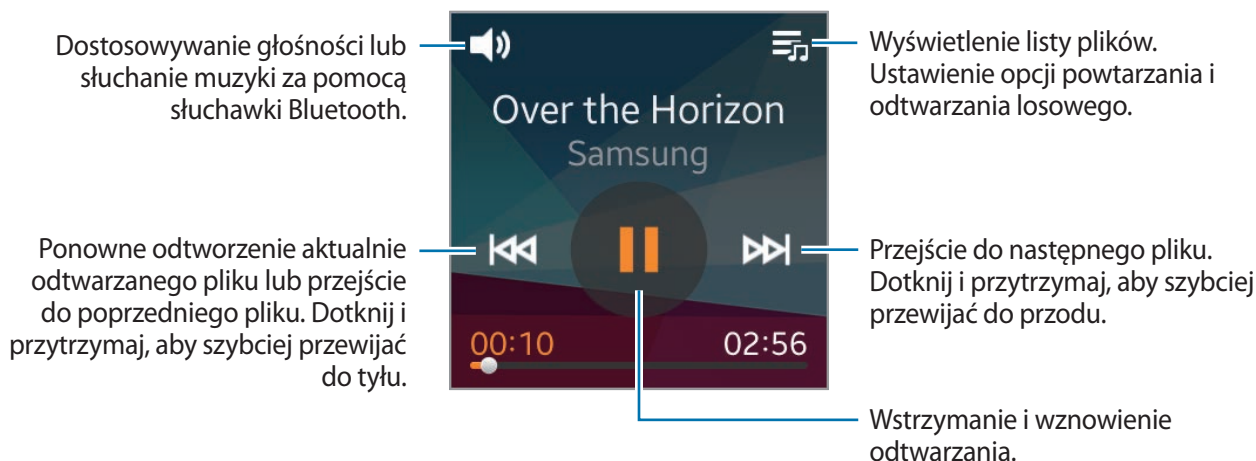 Dostosowywanie głośności lub
słuchanie muzyki za pomocą
słuchawki Bluetooth.
Wyświetlenie listy plików.
Ustawienie opcji powtarzania i
odtwarzania losowego.
Over the Horizon
Samsung
Ponowne odtworzenie aktualnie
odtwarzanego pliku lub przejście
do poprzedniego pliku. Dotknij i
przytrzymaj, aby szybciej przewijać
do tyłu.
Przejście do następnego pliku.
Dotknij i przytrzymaj, aby szybciej
przewijać do przodu.
00:10
02:56
Wstrzymanie i wznowienie
odtwarzania.